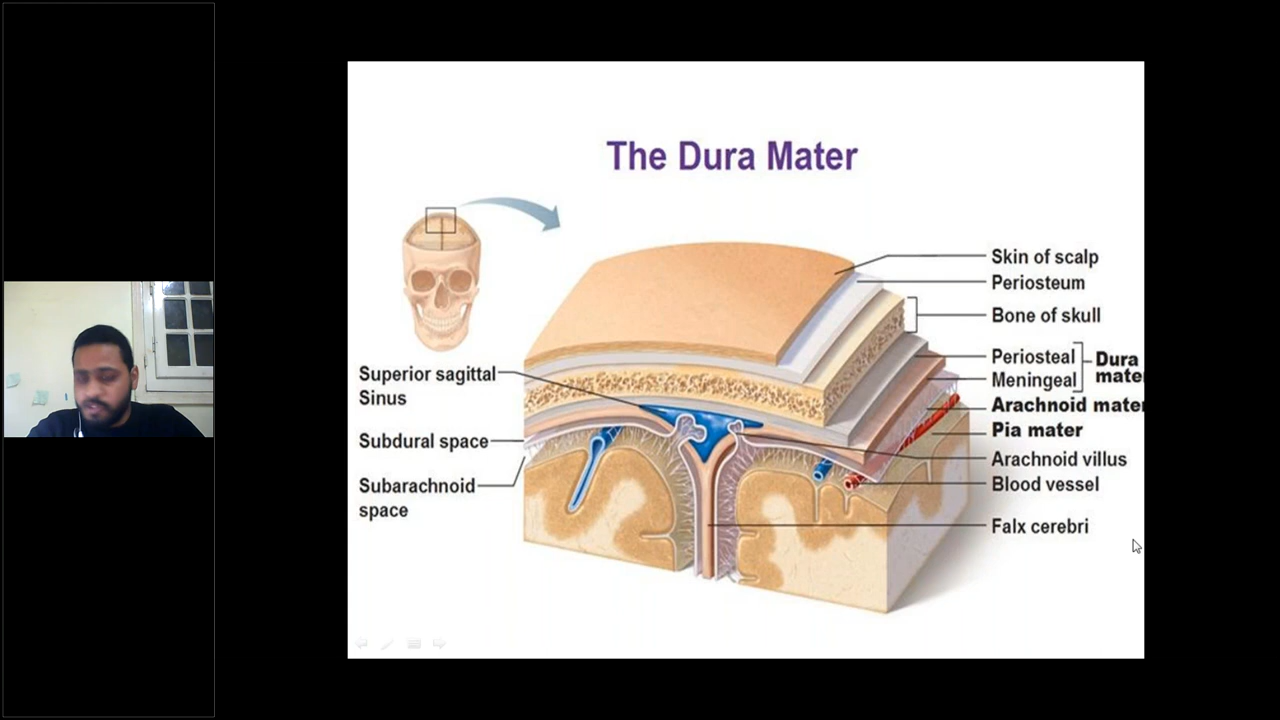 The Dura Mater
Skin of scalp
Periosteum
Bone of skull
Periosteal
Meningeal
Dura
mater
Arachnoid mater
Pia mater
Arachnoid villus
Blood vessel
Falx cerebri
Superior sagittal
Sinus
Subdural space
Subarachnoid
space